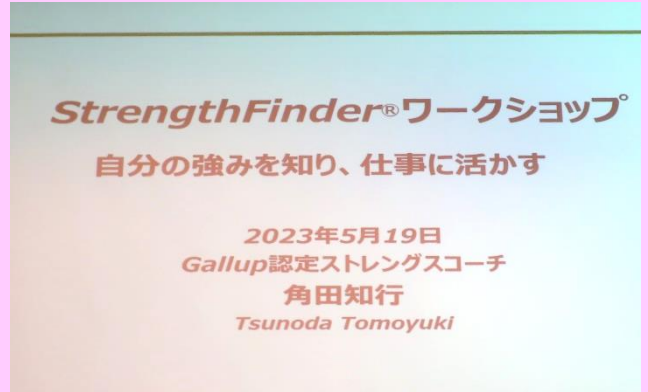 StrengthFinder®ワークショップ
自分の強みを知り、仕事に活かす
2023年5月19日
Gallup認定ストレングスコーチ
角田知行
Tsunoda Tomoyuki